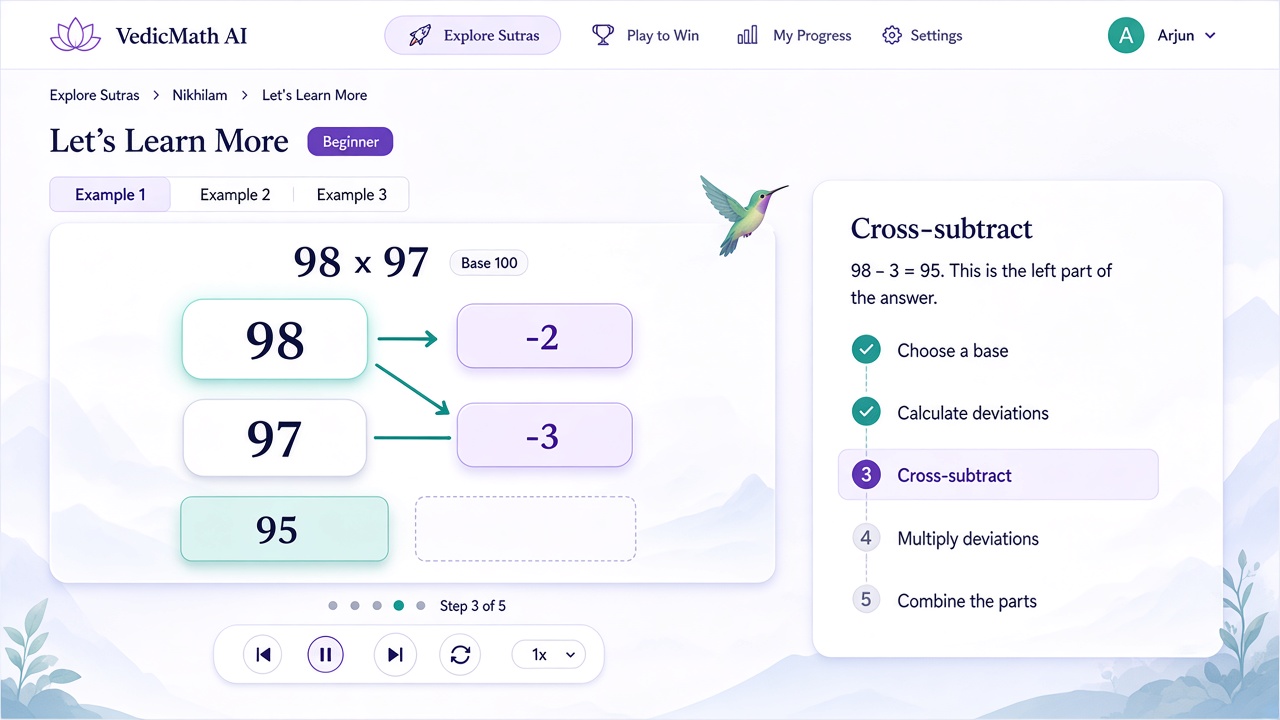 VedicMath AI
Explore Sutras
Play to Win
My Progress
Settings
A
Arjun
Explore Sutras > Nikhilam > Let's Learn More
Let's Learn More
Beginner
Example 1
Example 2
Example 3
98 x 97
Base 100
98
-2
97
-3
95
Step 3 of 5
1x
Cross-subtract
98 – 3 = 95. This is the left part of
the answer.
Choose a base
Calculate deviations
3 Cross-subtract
4 Multiply deviations
5 Combine the parts